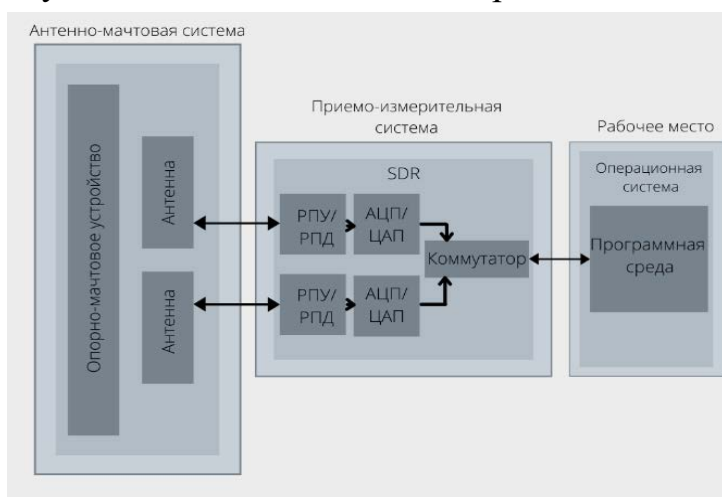 Антенно-мачтовая система
Опорно-мачтовое устройство
Антенна
Антенна
Приемо-измерительная
система
SDR
РПУ/
РПД
АЦП/
ЦАП
РПУ/
РПД
АЦП/
ЦАП
Коммутатор
Рабочее место
Операционная
система
Программная
среда